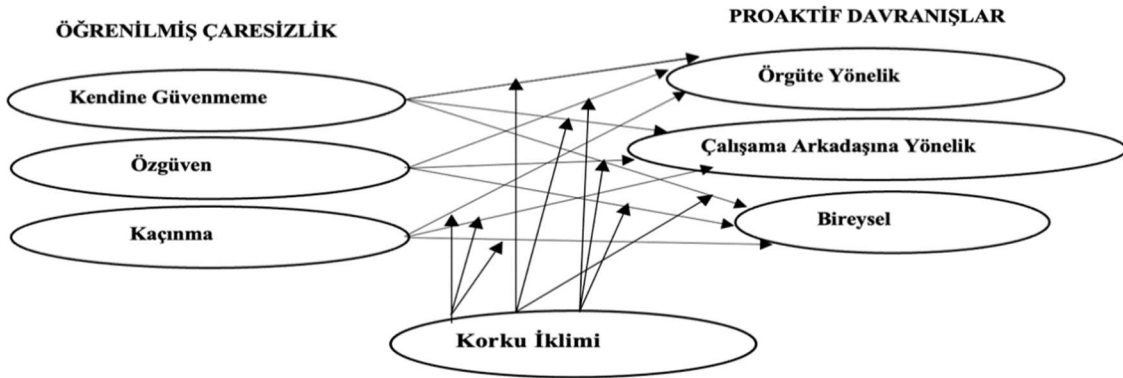 ÖĞRENİLMİŞ ÇARESİZLİK
Kendine Güvenmeme
Özgüven
Kaçınma
PROAKTİF DAVRANIŞLAR
Örgüte Yönelik
Çalışama Arkadaşına Yönelik
Bireysel
Korku İklimi